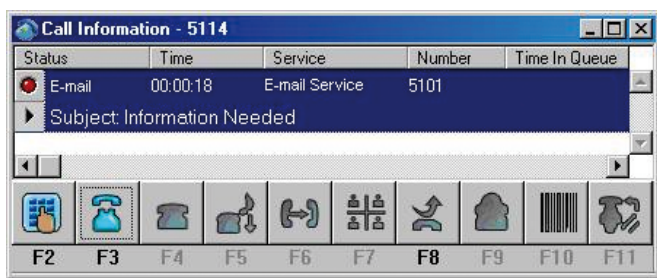 Call Information - 5114
Status Time Service Number Time In Queue
E-mail 00:00:18 E-mail Service 5101
Subject: Information Needed
F2 F3 F4 F5 F6 F7 F8 F9 F10 F11